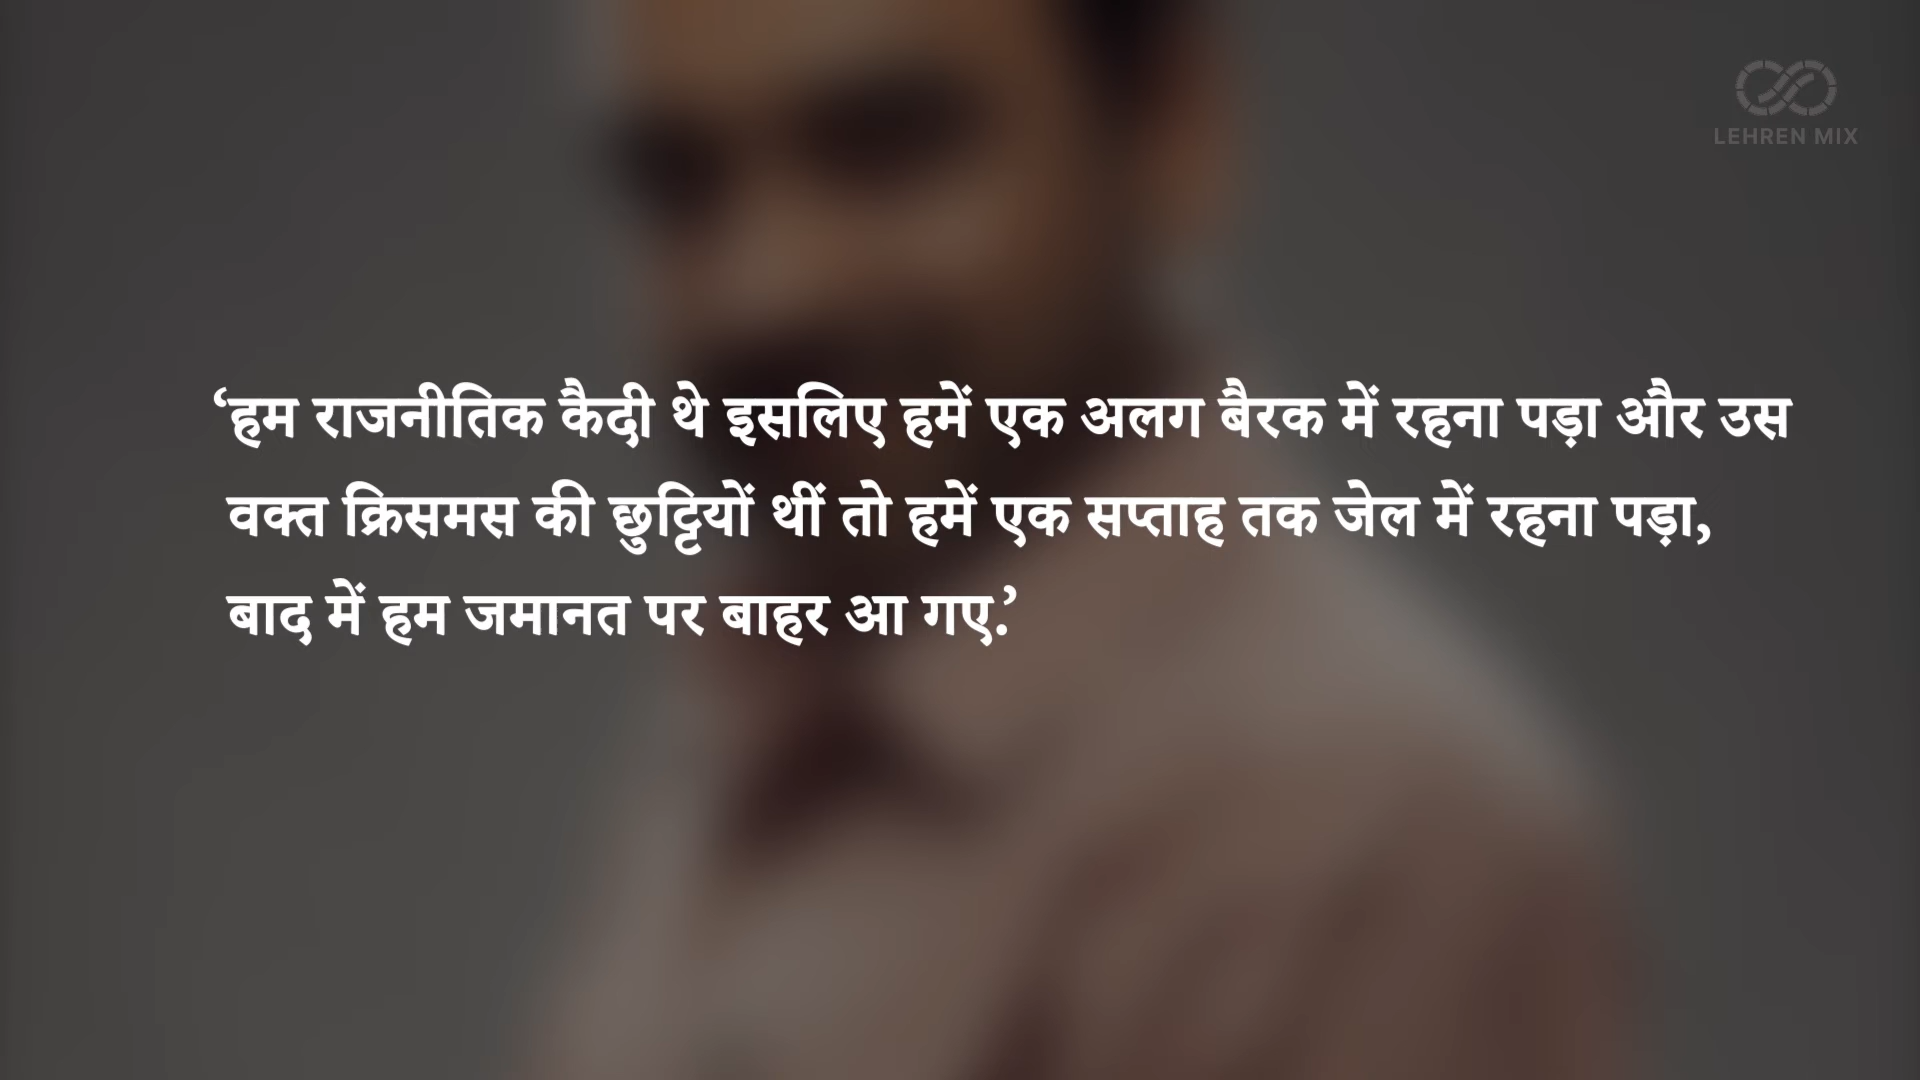 LEHREN MIX
‘हम राजनीतिक कैदी थे इसलिए हमें एक अलग बैरक में रहना पड़ा और उस
वक्त क्रिसमस की छुट्टियों थीं तो हमें एक सप्ताह तक जेल में रहना पड़ा,
बाद में हम जमानत पर बाहर आ गए.’